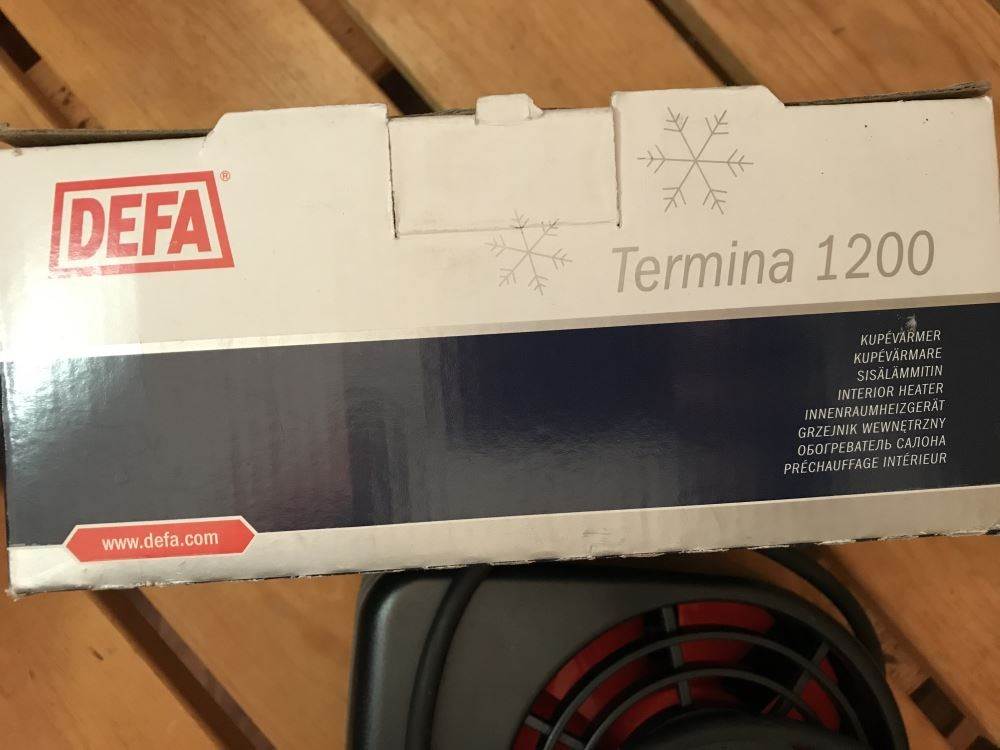 DEFA®
Termina 1200
KUPÉVARMER
KUPÉVÄRMARE
SISÄLÄMMITIN
INTERIOR HEATER
INNENRAUMHEIZGERÄT
GRZEJNIK WEWNĘTRZNY
ОБОГРЕВАТЕЛЬ САЛОНА
PRÉCHAUFFAGE INTÉRIEUR
www.defa.com